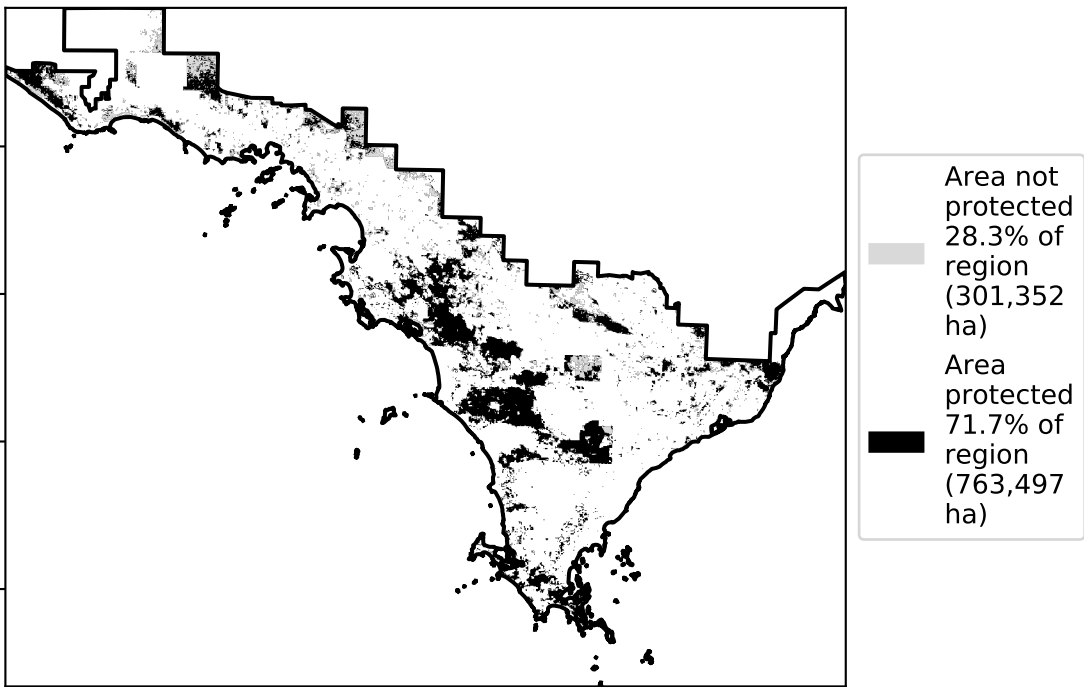 Area not
protected
28.3% of
region
(301,352
ha)
Area
protected
71.7% of
region
(763,497
ha)